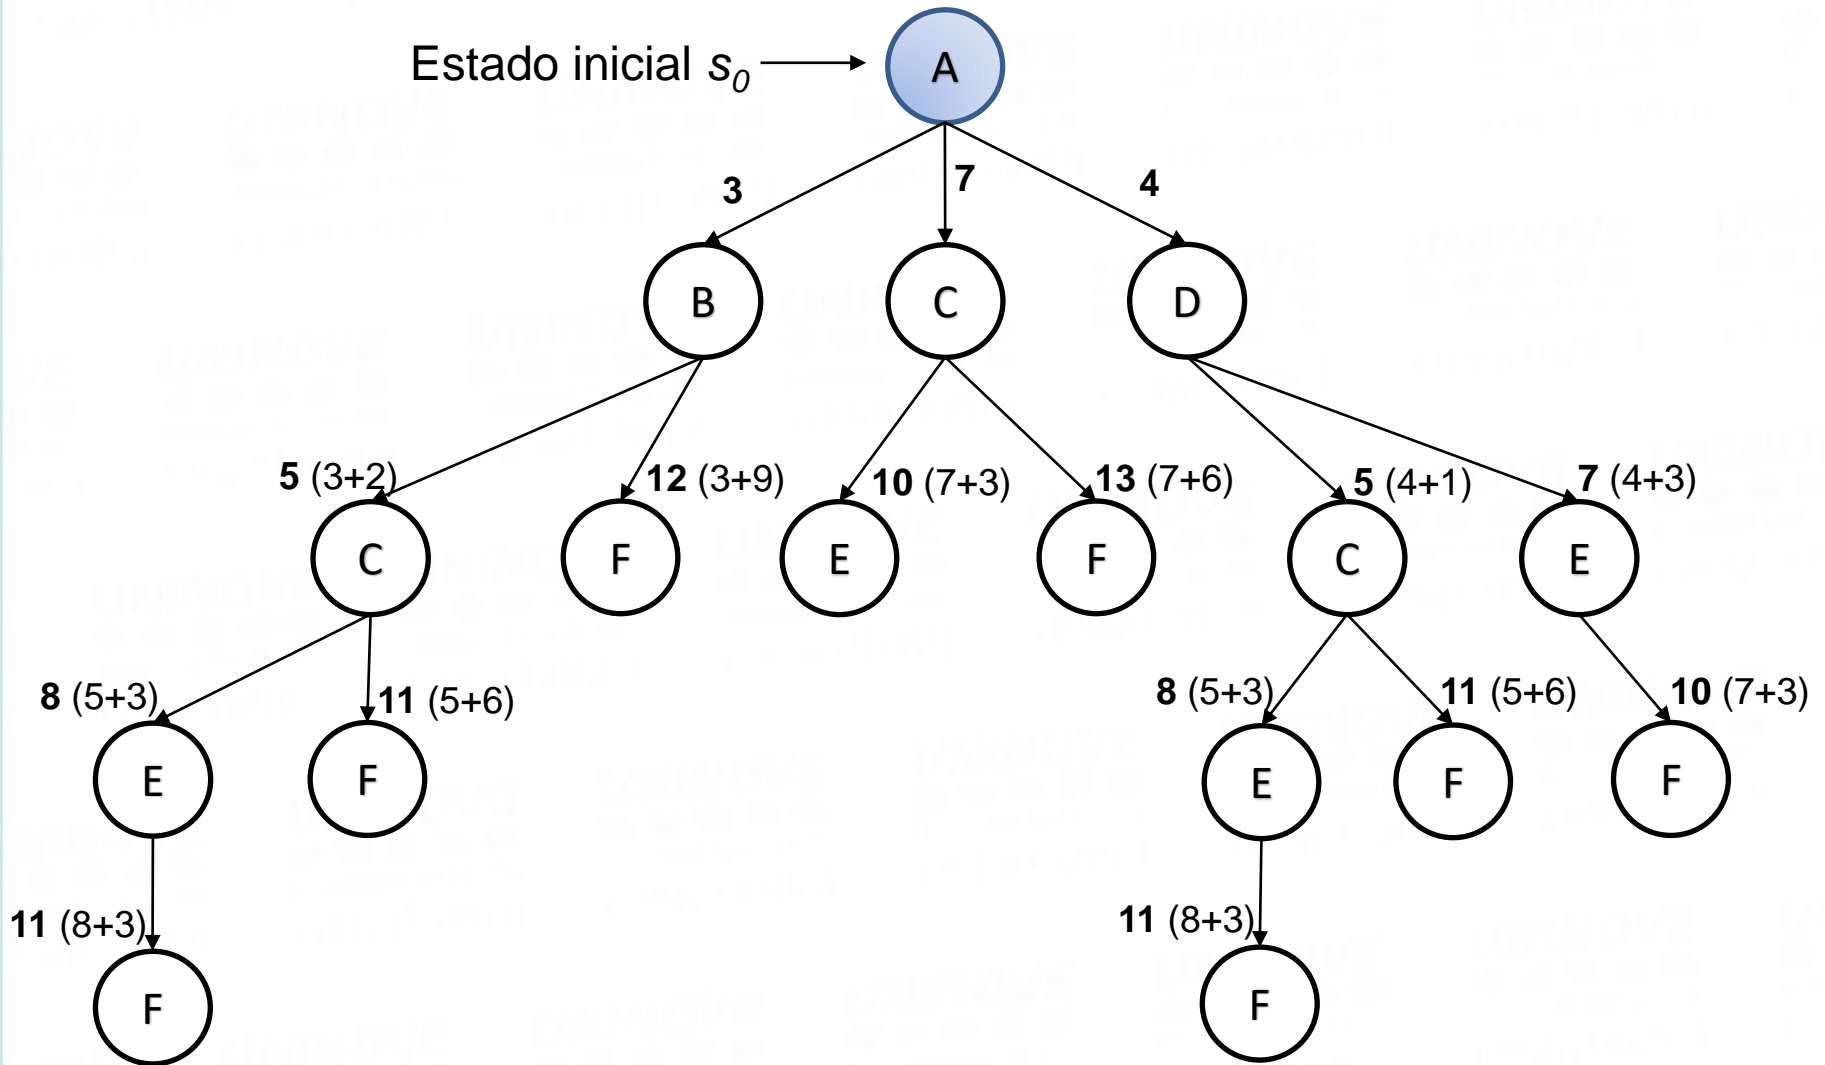 Estado inicial s0
A
3
7
4
B
C
D
5 (3+2)
12 (3+9)
10 (7+3)
13 (7+6)
5 (4+1)
7 (4+3)
C
F
E
F
C
E
8 (5+3)
11 (5+6)
8 (5+3)
11 (5+6)
10 (7+3)
E
F
E
F
F
11 (8+3)
11 (8+3)
F
F